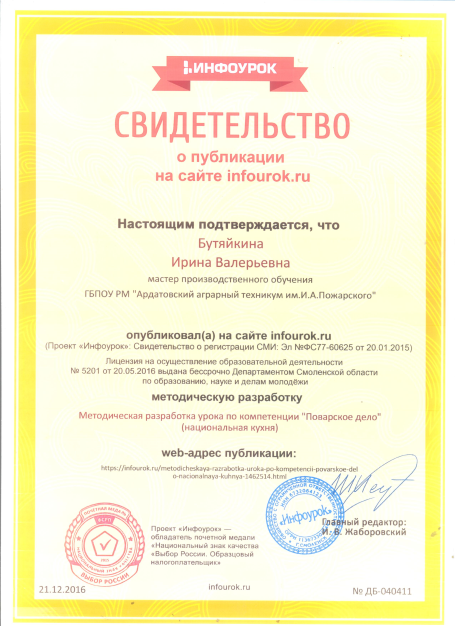 ИНФОУРОК
СВИДЕТЕЛЬСТВО
о публикации
на сайте infourok.ru
Настоящим подтверждается, что
Бутяйкина
Ирина Валерьевна
мастер производственного обучения
ГБПОУ РМ "Ардатовский аграрный техникум им.И.А.Пожарского"
опубликовал(а) на сайте infourok.ru
(Проект «Инфоурок»: Свидетельство о регистрации СМИ: Эл №ФС77-60625 от 20.01.2015)
Лицензия на осуществление образовательной деятельности
№ 5201 от 20.05.2016 выдана бессрочно Департаментом Смоленской области
по образованию, науке и делам молодёжи
методическую разработку
Методическая разработка урока по компетенции "Поварское дело"
(национальная кухня)
web-адрес публикации:
https://infourok.ru/metodicheskaya-razrabotka-uroka-po-kompetencii-povarskoe-del
o-nacionalnaya-kuhnya-1462514.html
ПОЧЕТНАЯ МЕДАЛЬ
ВЫБОР РОССИИ
Проект «Инфоурок» —
обладатель почетной медали
«Национальный знак качества
«Выбор России. Образцовый
налогоплательщик»
«Инфоурок»
Главный редактор:
И. В. Жаборовский
21.12.2016
infourok.ru
№ ДБ-040411